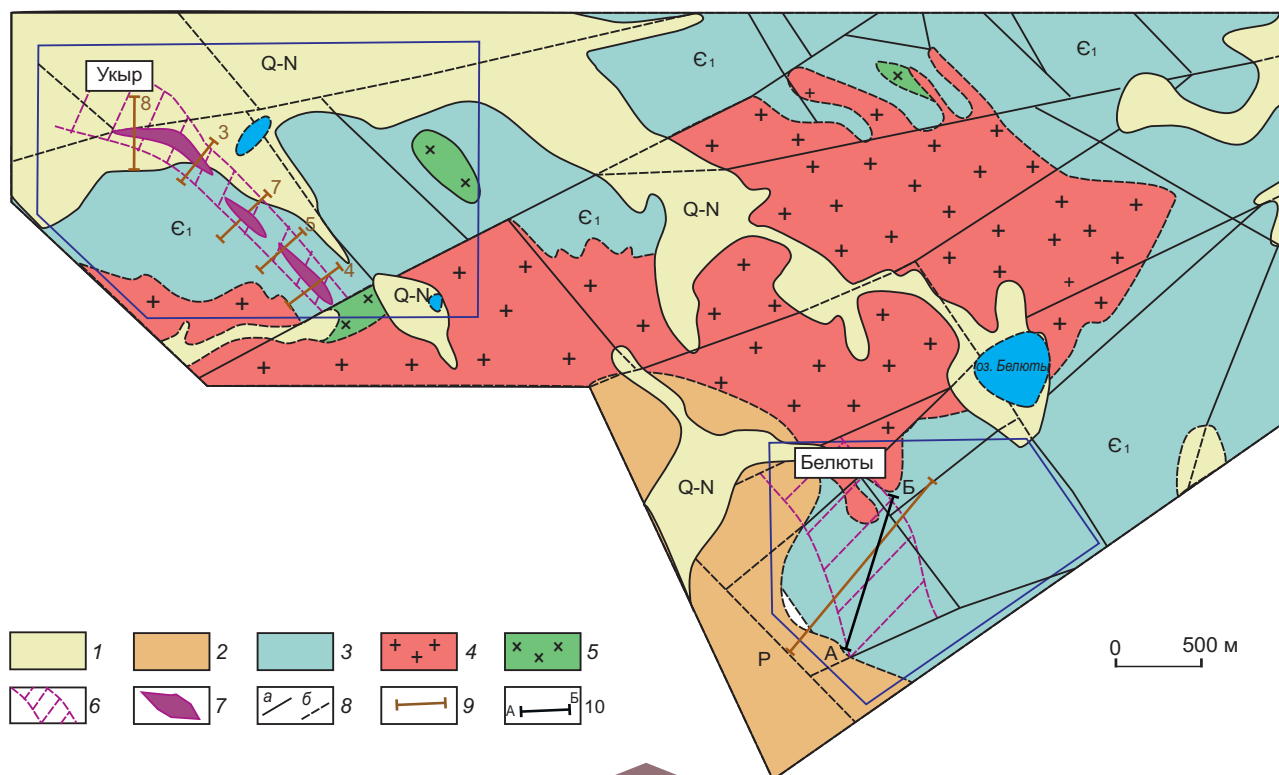 Q-N
Є₁
Є₁
Укыр
8
3
7
Є₁
Є₁
Q-N
5
4
Q-N
оз. Белюты
Є₁
Белюты
Q-N
Б
Р
А
0 500 м
1 2 3 4 5
6 7 а б 8 9 А Б 10